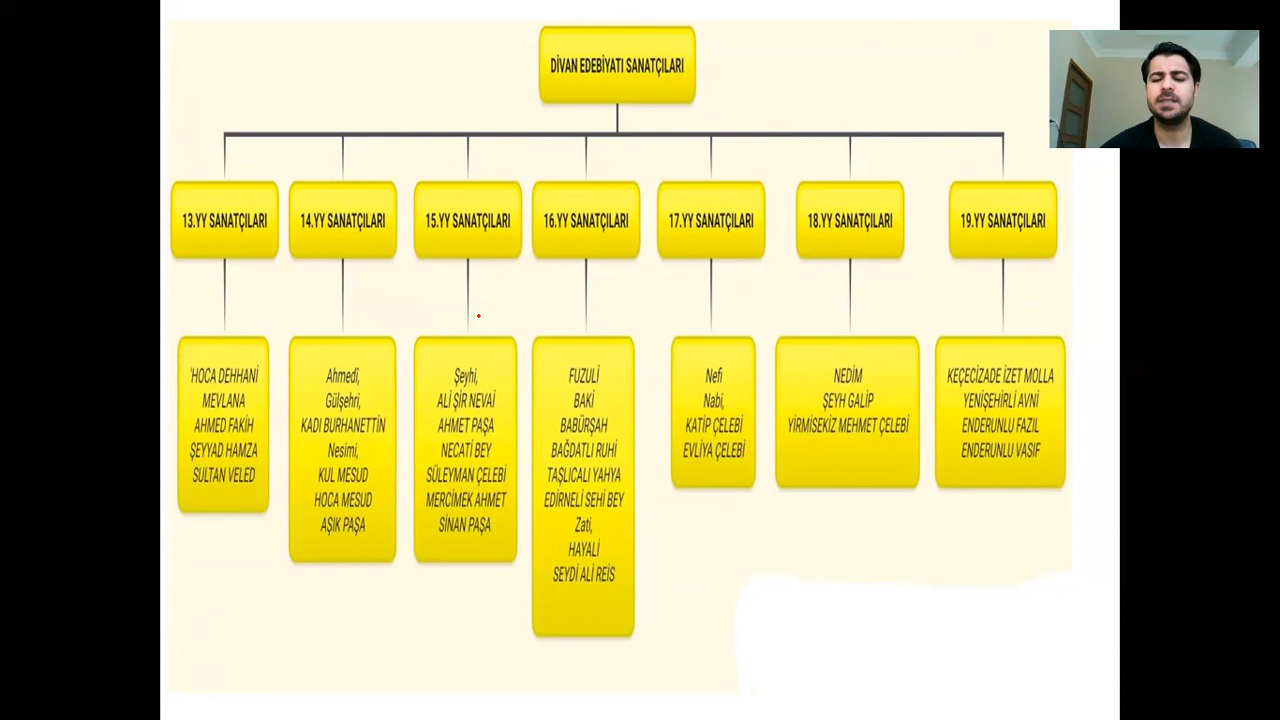 DİVAN EDEBİYATI SANATÇILARI
13.YY SANATÇILARI
14.YY SANATÇILARI
15.YY SANATÇILARI
16.YY SANATÇILARI
17.YY SANATÇILARI
18.YY SANATÇILARI
19.YY SANATÇILARI
'HOCA DEHHANİ
MEVLANA
AHMED FAKİH
ŞEYYAD HAMZA
SULTAN VELED
Ahmedî,
Gülşehri,
KADI BURHANETTİN
Nesimi,
KUL MESUD
HOCA MESUD
AŞIK PAŞA
Şeyhi,
ALİ ŞİR NEVAİ
AHMET PAŞA
NECATİ BEY
SÜLEYMAN ÇELEBİ
MERCİMEK AHMET
SİNAN PAŞA
FUZULİ
BAKİ
BABÜRŞAH
BAĞDATLI RUHİ
TAŞLICALI YAHYA
EDİRNELİ SEHİ BEY
Zati,
HAYALİ
SEYDİ ALİ REİS
Nefi
Nabi,
KATİP ÇELEBİ
EVLİYA ÇELEBİ
NEDİM
ŞEYH GALİP
YİRMİSEKİZ MEHMET ÇELEBİ
KEÇECİZADE İZET MOLLA
YENİŞEHİRLİ AVNİ
ENDERUNLU FAZIL
ENDERUNLU VASIF